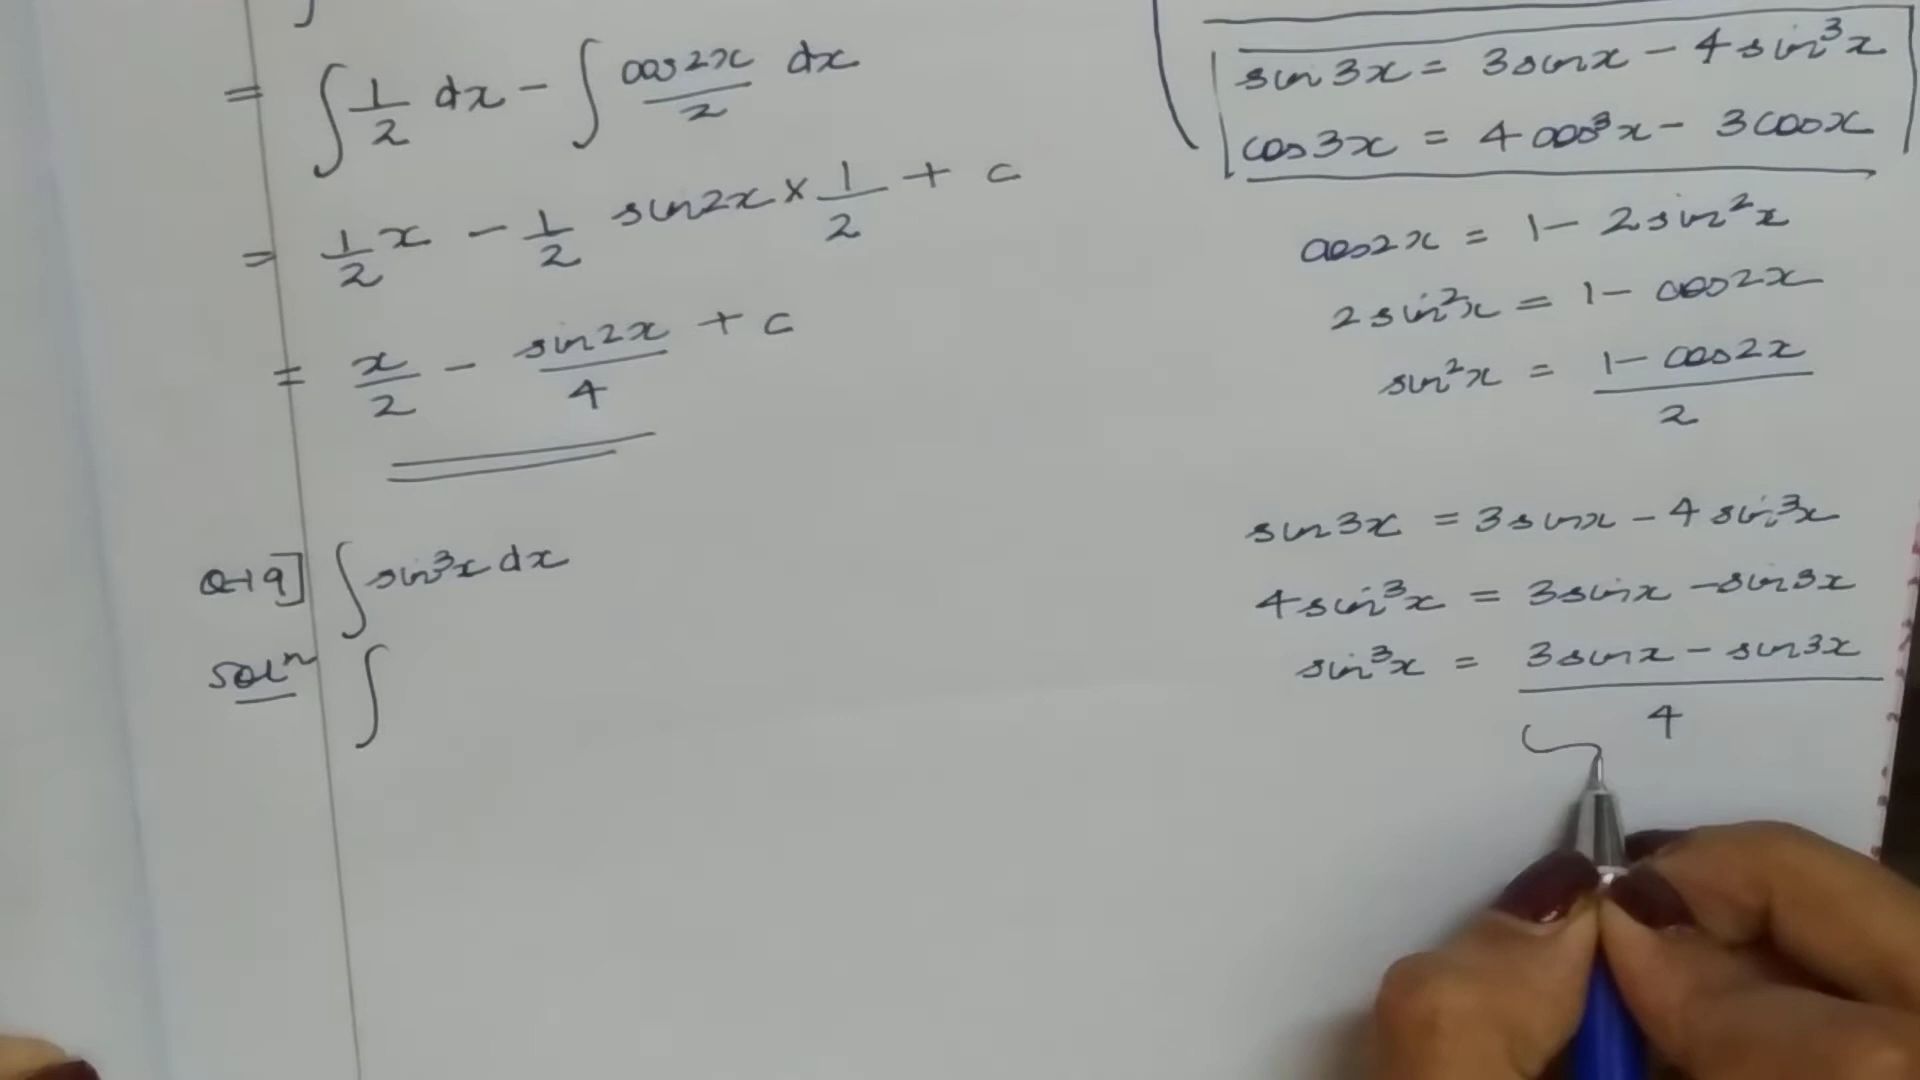 = ∫ 1/2 dx - ∫ cos2x/2 dx
= 1/2 x - 1/2 sin2x × 1/2 + c
= x/2 - sin2x/4 + c
Q19] ∫ sin³x dx
Solⁿ ∫
sin3x = 3sinx - 4sin³x
cos3x = 4cos³x - 3cosx
cos2x = 1 - 2sin²x
2sin²x = 1 - cos2x
sin²x = 1 - cos2x/2
sin3x = 3sinx - 4sin³x
4sin³x = 3sinx - sin3x
sin³x = 3sinx - sin3x/4